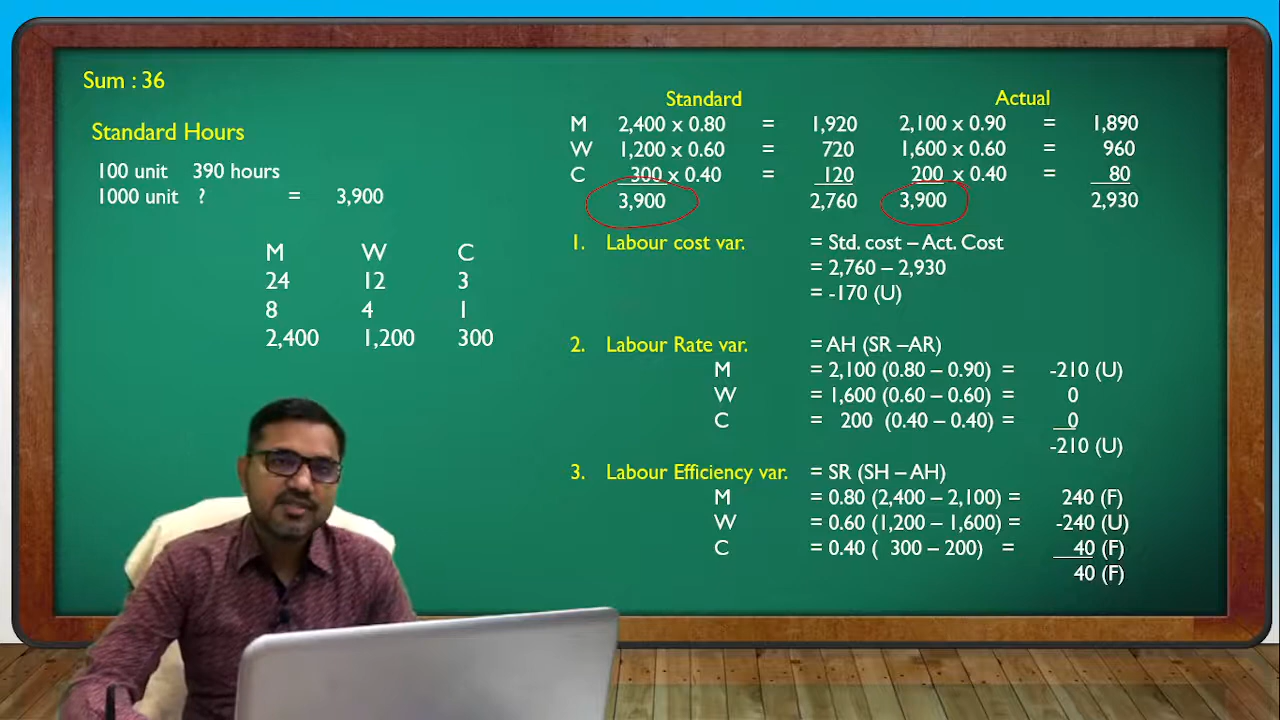 Sum : 36
Standard Hours
100 unit 390 hours
1000 unit ? = 3,900
M W C
24 12 3
8 4 1
2,400 1,200 300
Standard Actual
M 2,400 x 0.80 = 1,920 2,100 x 0.90 = 1,890
W 1,200 x 0.60 = 720 1,600 x 0.60 = 960
C 300 x 0.40 = 120 200 x 0.40 = 80
3,900 2,760 3,900 2,930
1. Labour cost var. = Std. cost – Act. Cost
= 2,760 – 2,930
= -170 (U)
2. Labour Rate var. = AH (SR –AR)
M = 2,100 (0.80 – 0.90) = -210 (U)
W = 1,600 (0.60 – 0.60) = 0
C = 200 (0.40 – 0.40) = 0
-210 (U)
3. Labour Efficiency var. = SR (SH – AH)
M = 0.80 (2,400 – 2,100) = 240 (F)
W = 0.60 (1,200 – 1,600) = -240 (U)
C = 0.40 ( 300 – 200) = 40 (F)
40 (F)